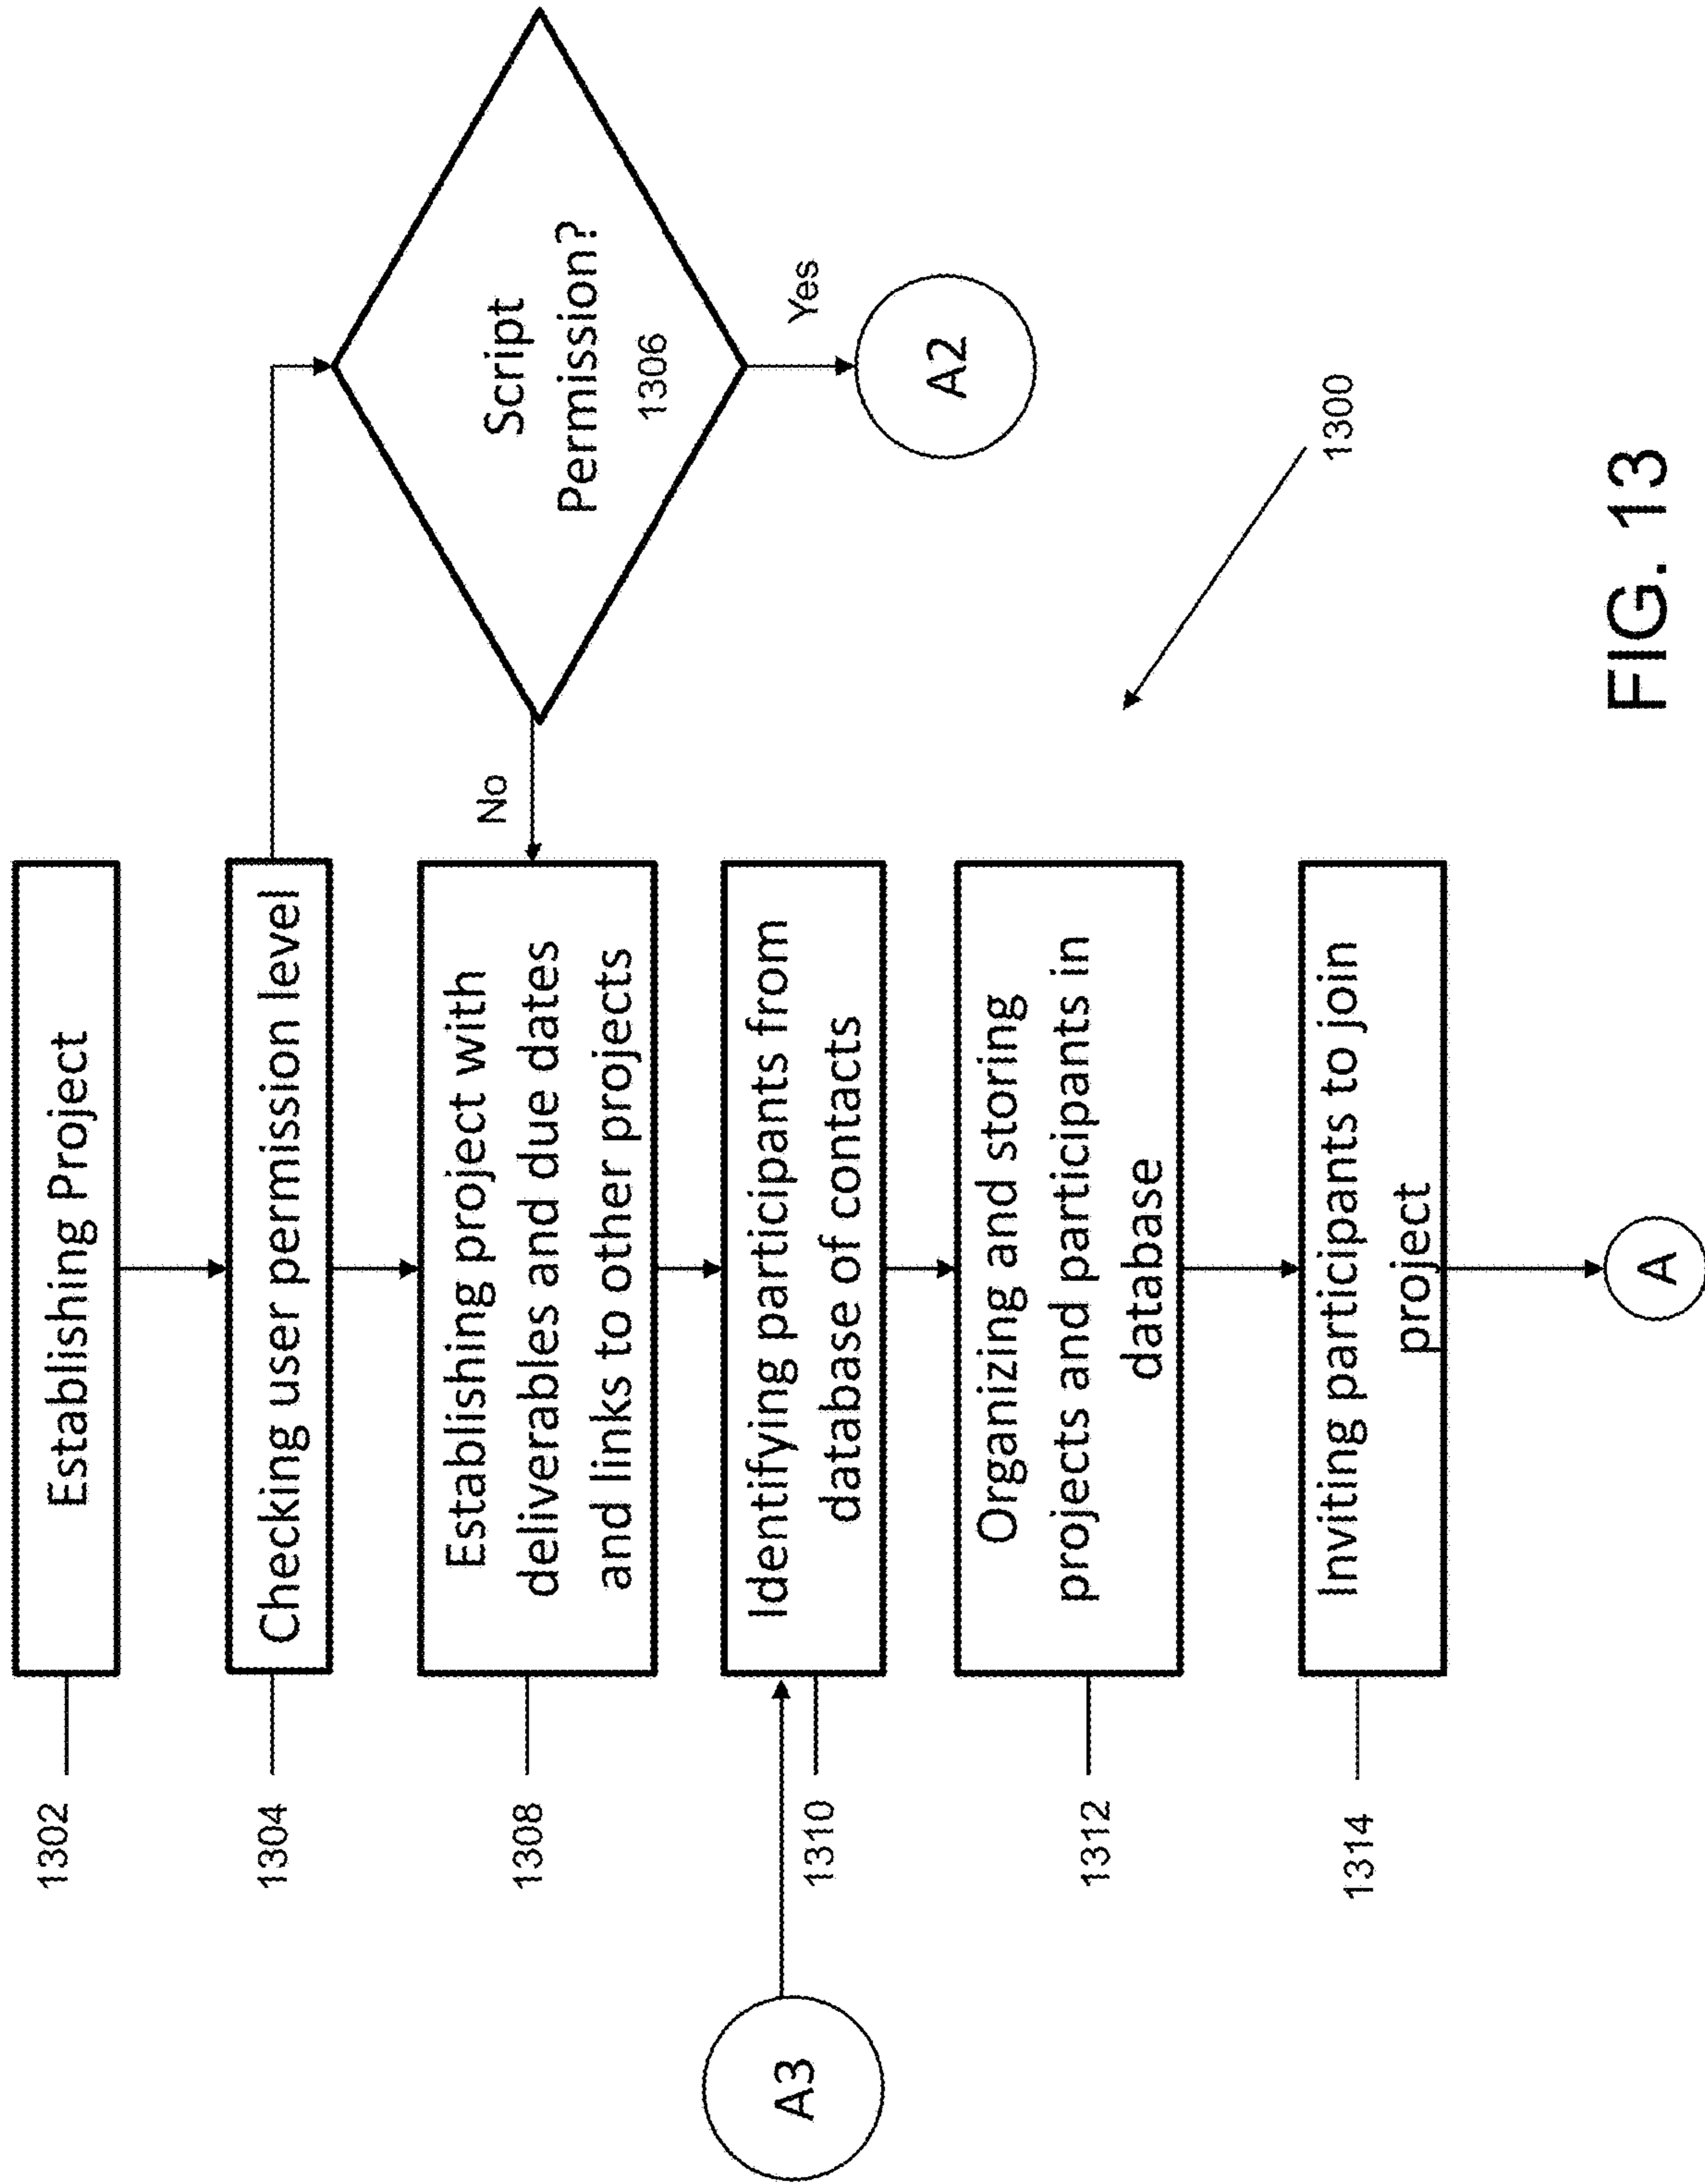 1302
Establishing Project
1304
Checking user permission level
Script
Permission?
1306
No
Yes
A2
1308
Establishing project with
deliverables and due dates
and links to other projects
A3
1310
Identifying participants from
database of contacts
1300
1312
Organizing and storing
projects and participants in
database
1314
Inviting participants to join
project
A
FIG. 13